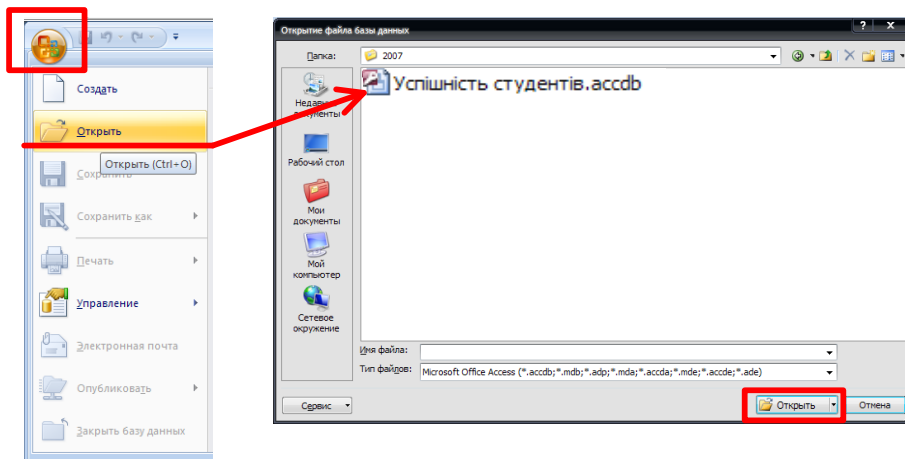 Создать
Открыть
Открыть (Ctrl+O)
Сохранить
Сохранить как
Печать
Управление
Электронная почта
Опубликовать
Закрыть базу данных
Открытие файла базы данных
Папка:
2007
Успішність студентів.accdb
Недавние документы
Рабочий стол
Мои
документы
Мой
компьютер
Сетевое
окружение
Имя файла:
Тип файлов:
Microsoft Office Access (*.accdb;*.mdb;*.adp;*.mda;*.accda;*.mde;*.accde;*.ade)
Сервис
Открыть
Отмена